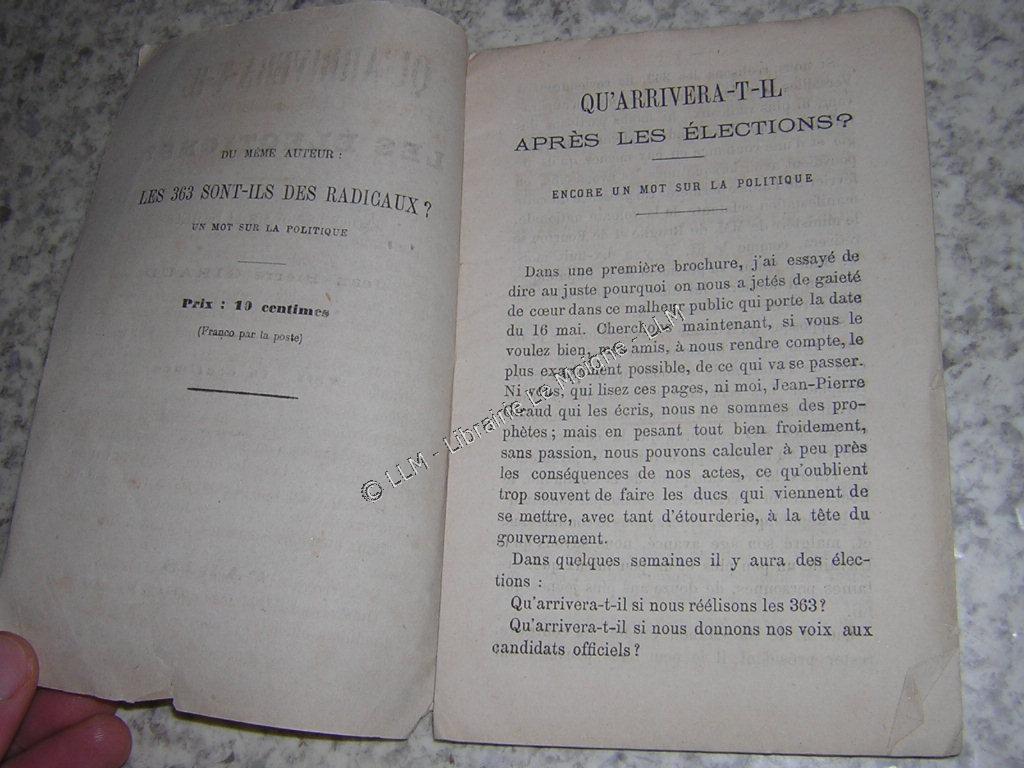 DU MÊME AUTEUR :
LES 363 SONT-ILS DES RADICAUX ?
UN MOT SUR LA POLITIQUE
Prix : 10 centimes
(Franco par la poste)
QU'ARRIVERA-T-IL
APRÈS LES ÉLECTIONS?
ENCORE UN MOT SUR LA POLITIQUE
Dans une première brochure, j'ai essayé de
dire au juste pourquoi on nous a jetés de gaieté
de cœur dans ce malheur public qui porte la date
du 16 mai. Cherchons maintenant, si vous le
voulez bien, mes amis, à nous rendre compte, le
plus exactement possible, de ce qui va se passer.
Ni vous, qui lisez ces pages, ni moi, Jean-Pierre
Giraud qui les écris, nous ne sommes des pro-
phètes ; mais en pesant tout bien froidement,
sans passion, nous pouvons calculer à peu près
les conséquences de nos actes, ce qu'oublient
trop souvent de faire les ducs qui viennent de
se mettre, avec tant d'étourderie, à la tête du
gouvernement.
Dans quelques semaines il y aura des élec-
tions :
Qu'arrivera-t-il si nous réélisons les 363 ?
Qu'arrivera-t-il si nous donnons nos voix aux
candidats officiels ?
© LLM - Librairie Le Moione - LLM